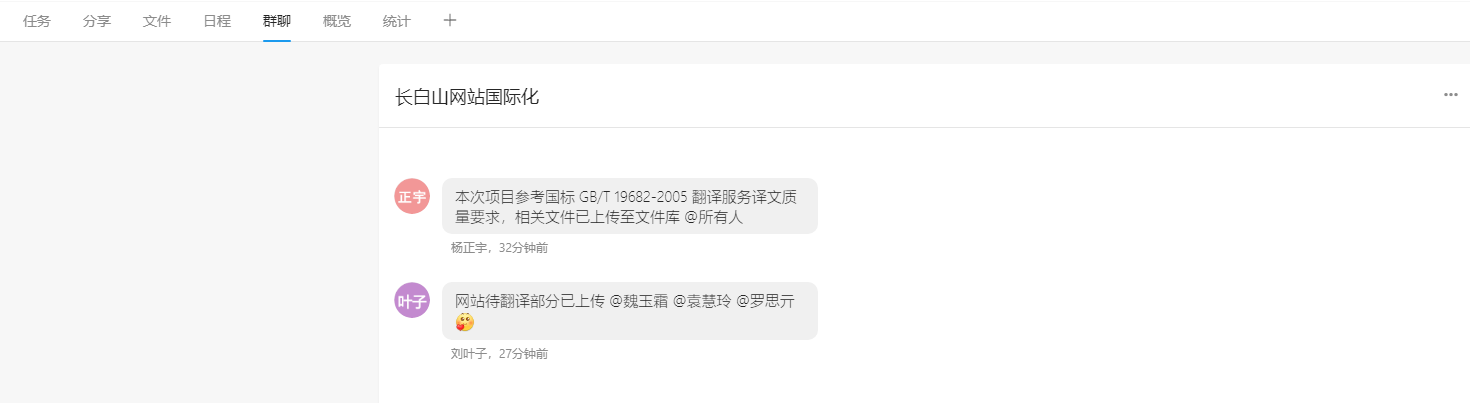 任务 分享 文件 日程 群聊 概览 统计 +
长白山网站国际化 ···
正宇
本次项目参考国标 GB/T 19682-2005 翻译服务译文质
量要求，相关文件已上传至文件库 @所有人
杨正宇，32分钟前
叶子
网站待翻译部分已上传 @魏玉霜 @袁慧玲 @罗思亓
刘叶子，27分钟前